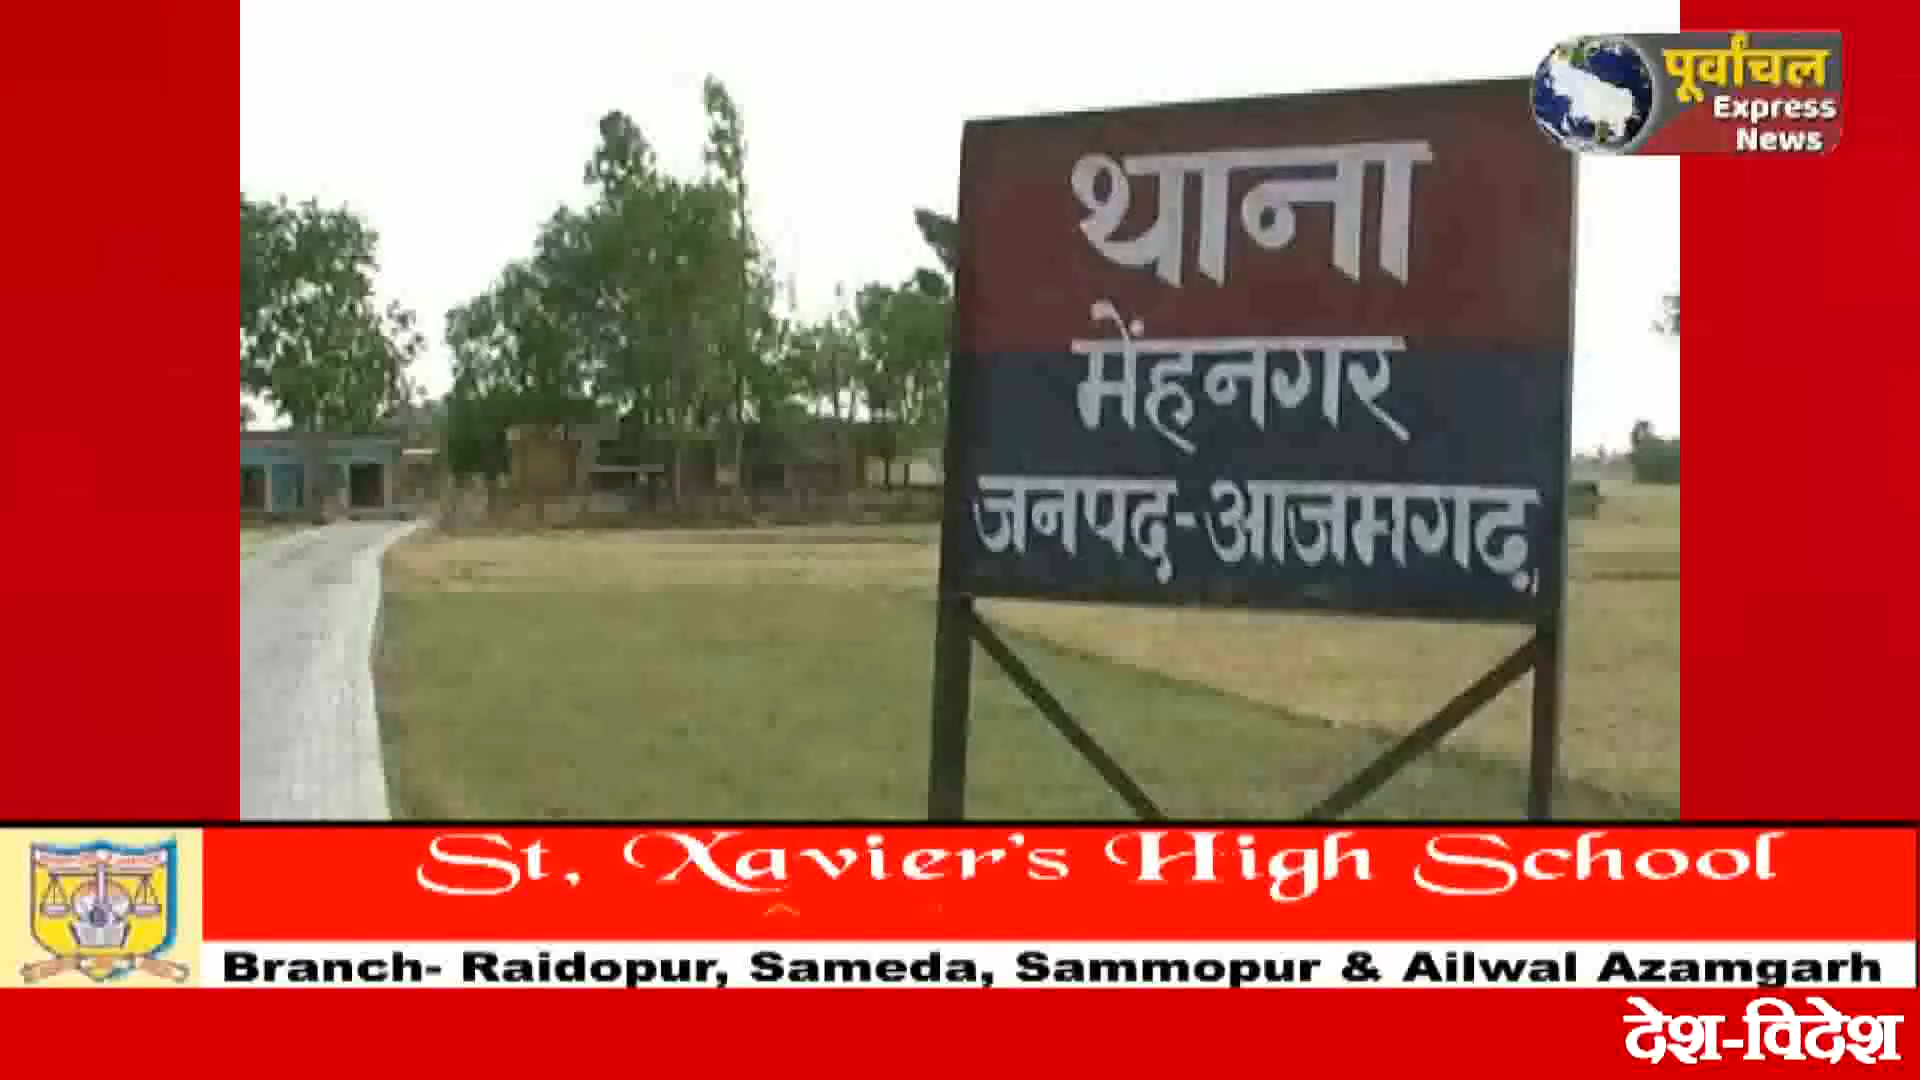 पूर्वांचल
Express
News
थाना
मेंहनगर
जनपद-आजमगढ़
St. Xavier's High School
Branch- Raidopur, Sameda, Sammopur & Ailwal Azamgarh
देश-विदेश